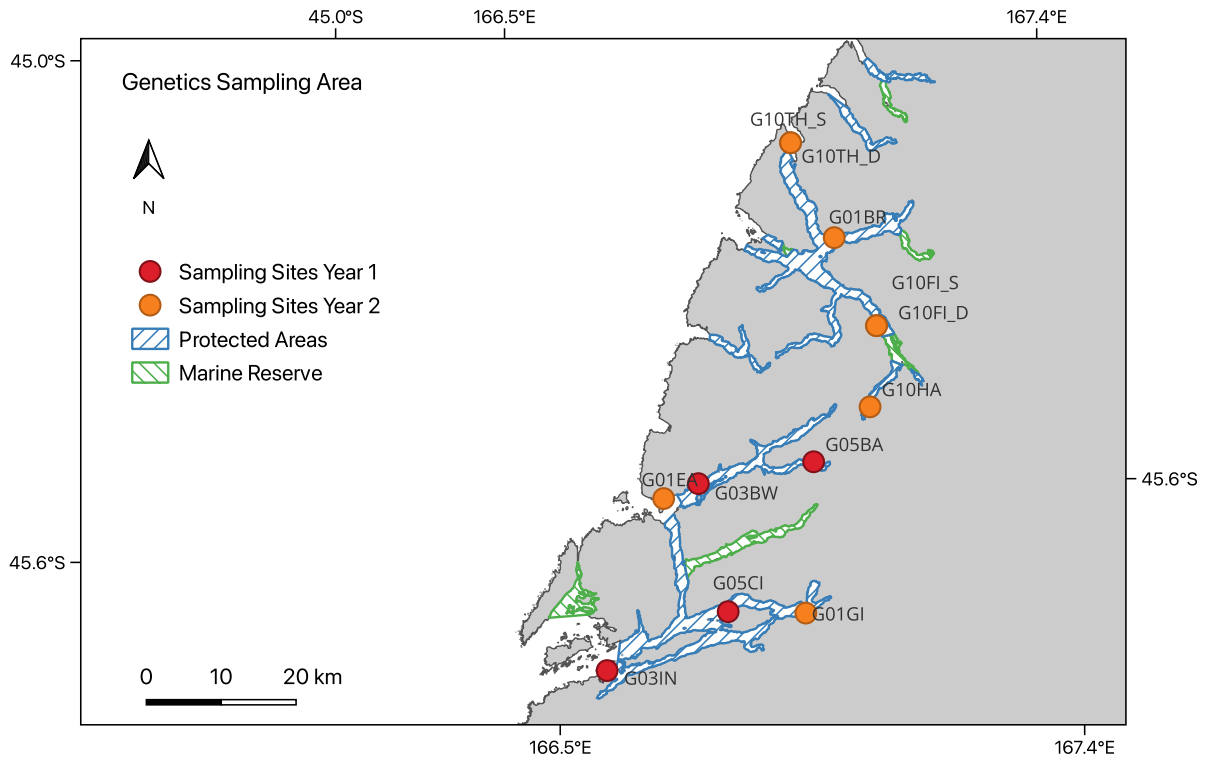 45.0°S
166.5°E
167.4°E
45.0°S
Genetics Sampling Area
G10TH_S
G10TH_D
N
G01BR
Sampling Sites Year 1
G10FI_S
Sampling Sites Year 2
G10FI_D
Protected Areas
Marine Reserve
G10HA
G05BA
G01EA
45.6°S
G03BW
45.6°S
G05CI
G01GI
0 10 20 km
G03IN
166.5°E
167.4°E